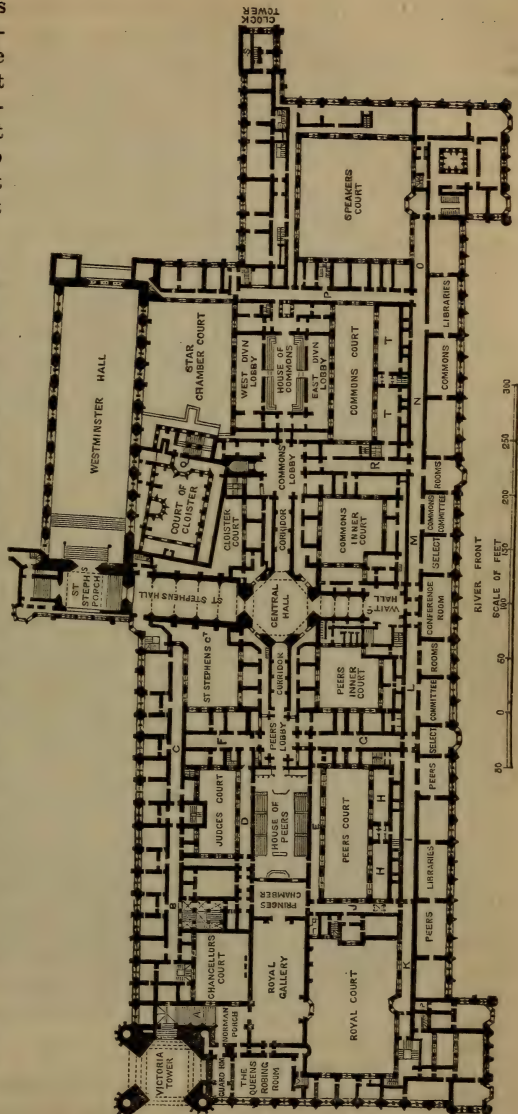 CLOCK
TOWER
S
WESTMINSTER HALL
ST
STEPHS
PORCH
STAR
CHAMBER COURT
COURT OF
CLOISTER
Q
CLOISTER
COURT
ST STEPHENS HALL
ST STEPHENS CT
C
F
B
JUDGES COURT
D
CHANCELLORS
COURT
A
VICTORIA
TOWER
NORMAN
PORCH
GUARD RM
THE
QUEENS
ROBING
ROOM
ROYAL
GALLERY
PRINCES
CHAMBER
HOUSE OF
PEERS
PEERS
LOBBY
CORRIDOR
CENTRAL
HALL
CORRIDOR
COMMONS
LOBBY
WEST DIVN
LOBBY
HOUSE OF
COMMONS
EAST DIVN
LOBBY
P
SPEAKERS
COURT
ROYAL COURT
J
E
PEERS COURT
H
H
G
PEERS
INNER
COURT
WAITG
HALL
COMMONS
INNER
COURT
R
COMMONS COURT
T
T
K
I
L
M
N
O
PEERS
LIBRARIES
PEERS
SELECT
COMMITTEE
ROOMS
CONFERENCE
ROOM
SELECT
COMMONS
COMMITTEE
ROOMS
COMMONS
LIBRARIES
RIVER FRONT
SCALE OF FEET
50
0
50
100
150
200
250
300